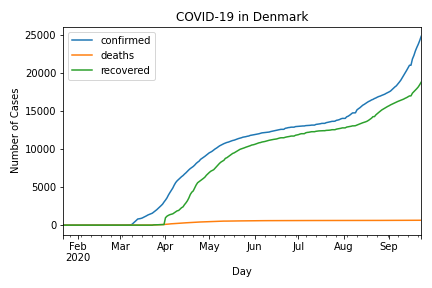 COVID-19 in Denmark
confirmed
deaths
recovered
Number of Cases
25000
20000
15000
10000
5000
0
Feb Mar Apr May Jun Jul Aug Sep
2020
Day